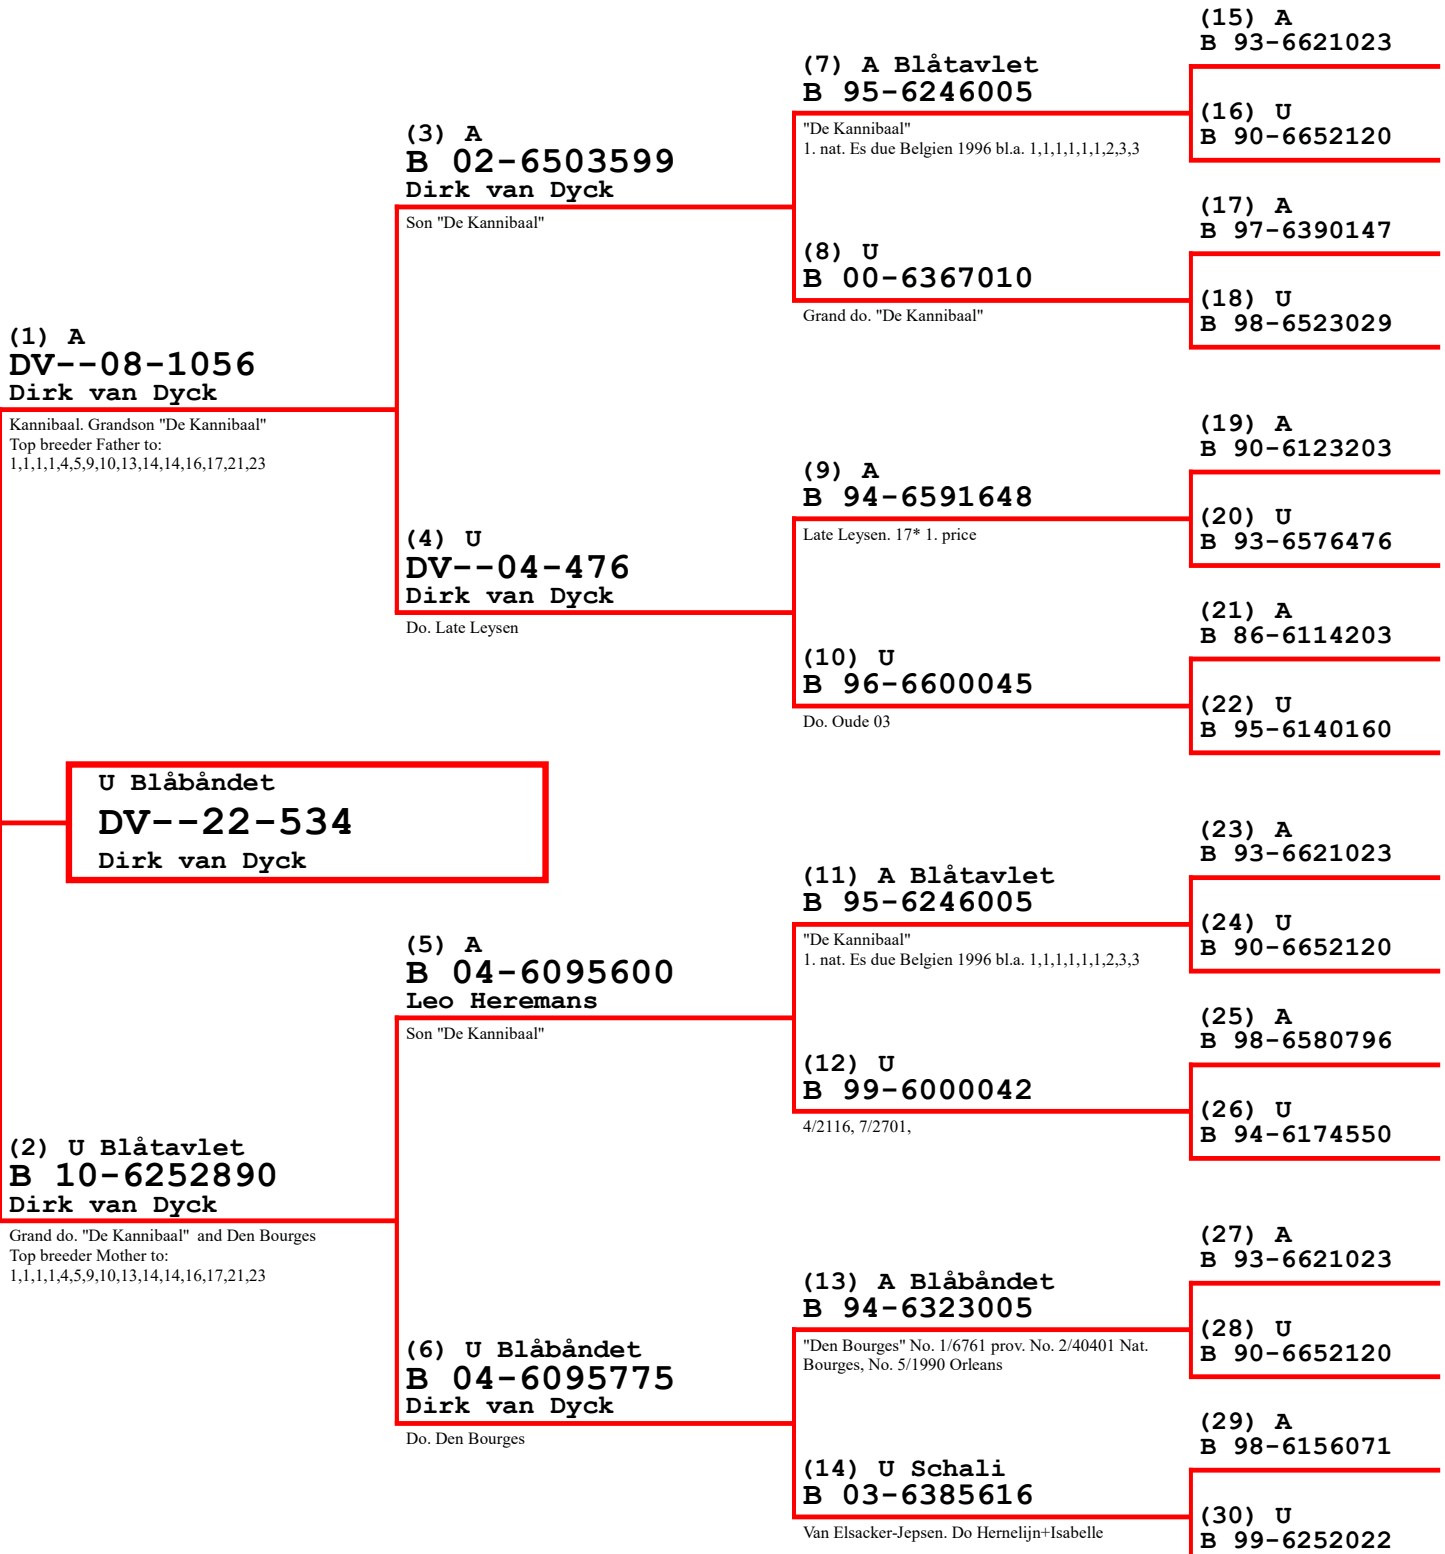 (1) A
DV--08-1056
Dirk van Dyck
Kannibaal. Grandson "De Kannibaal"
Top breeder Father to:
1,1,1,1,4,5,9,10,13,14,14,16,17,21,23
U Blåbåndet
DV--22-534
Dirk van Dyck
(2) U Blåtavlet
B 10-6252890
Dirk van Dyck
Grand do. "De Kannibaal"  and Den Bourges
Top breeder Mother to:
1,1,1,1,4,5,9,10,13,14,14,16,17,21,23
(3) A
B 02-6503599
Dirk van Dyck
Son "De Kannibaal"
(4) U
DV--04-476
Dirk van Dyck
Do. Late Leysen
(5) A
B 04-6095600
Leo Heremans
Son "De Kannibaal"
(6) U Blåbåndet
B 04-6095775
Dirk van Dyck
Do. Den Bourges
(7) A Blåtavlet
B 95-6246005
"De Kannibaal"
1. nat. Es due Belgien 1996 bl.a. 1,1,1,1,1,1,2,3,3
(8) U
B 00-6367010
Grand do. "De Kannibaal"
(9) A
B 94-6591648
Late Leysen. 17* 1. price
(10) U
B 96-6600045
Do. Oude 03
(11) A Blåtavlet
B 95-6246005
"De Kannibaal"
1. nat. Es due Belgien 1996 bl.a. 1,1,1,1,1,1,2,3,3
(12) U
B 99-6000042
4/2116, 7/2701,
(13) A Blåbåndet
B 94-6323005
"Den Bourges" No. 1/6761 prov. No. 2/40401 Nat.
Bourges, No. 5/1990 Orleans
(14) U Schali
B 03-6385616
Van Elsacker-Jepsen. Do Hernelijn+Isabelle
(15) A
B 93-6621023
(16) U
B 90-6652120
(17) A
B 97-6390147
(18) U
B 98-6523029
(19) A
B 90-6123203
(20) U
B 93-6576476
(21) A
B 86-6114203
(22) U
B 95-6140160
(23) A
B 93-6621023
(24) U
B 90-6652120
(25) A
B 98-6580796
(26) U
B 94-6174550
(27) A
B 93-6621023
(28) U
B 90-6652120
(29) A
B 98-6156071
(30) U
B 99-6252022